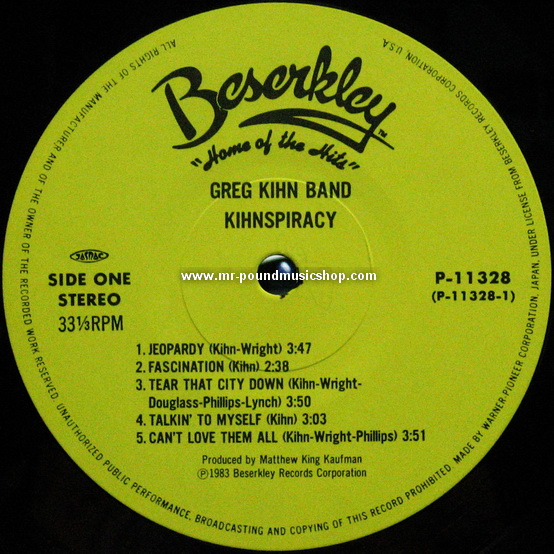 Beserkley™
"Home of the Hits"
GREG KIHN BAND
KIHNSPIRACY
JASRAC
SIDE ONE
STEREO
33⅓RPM
P-11328
(P-11328-1)
www.mr-poundmusicshop.com
1. JEOPARDY (Kihn-Wright) 3:47
2. FASCINATION (Kihn) 2:38
3. TEAR THAT CITY DOWN (Kihn-Wright-
Douglass-Phillips-Lynch) 3:50
4. TALKIN' TO MYSELF (Kihn) 3:03
5. CAN'T LOVE THEM ALL (Kihn-Wright-Phillips) 3:51
Produced by Matthew King Kaufman
℗1983 Beserkley Records Corporation
ALL RIGHTS OF THE MANUFACTURER AND OF THE OWNER OF THE RECORDED WORK RESERVED. UNAUTHORIZED PUBLIC PERFORMANCE, BROADCASTING AND COPYING OF THIS RECORD PROHIBITED. MADE BY WARNER-PIONEER CORPORATION, JAPAN, UNDER LICENSE FROM BESERKLEY RECORDS CORPORATION, U.S.A.